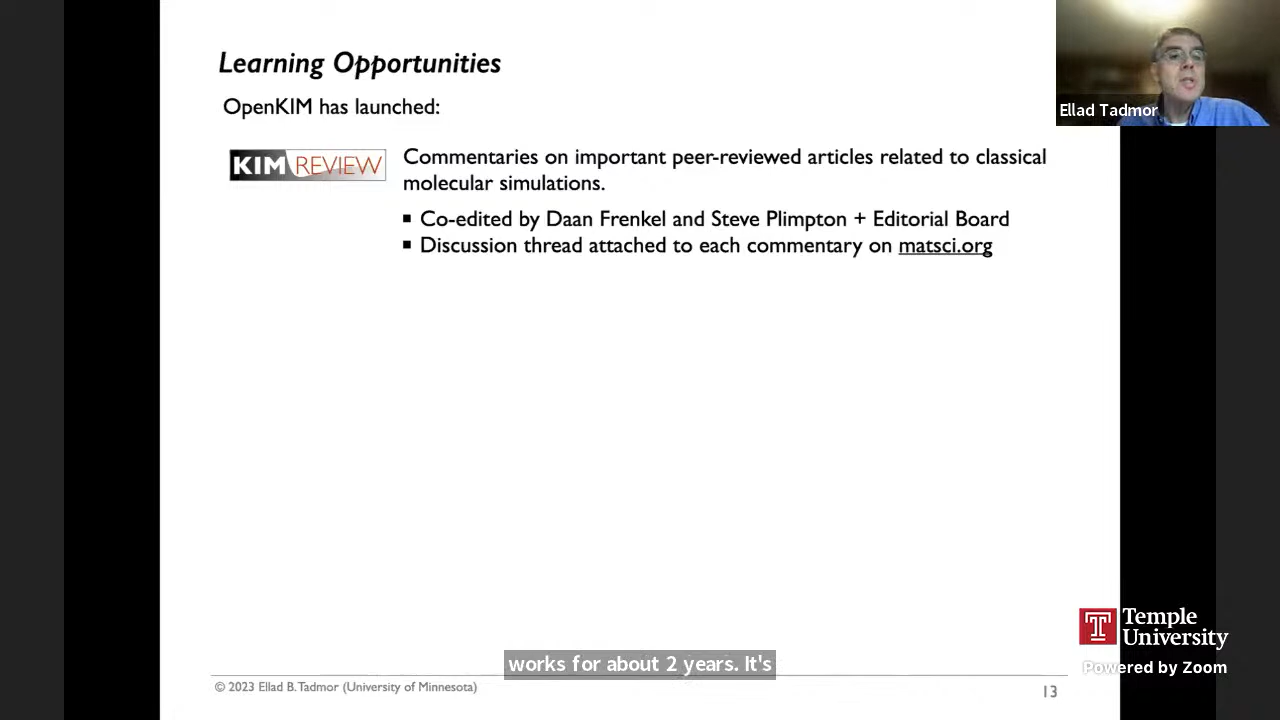 Learning Opportunities
OpenKIM has launched:
KIM REVIEW
Commentaries on important peer-reviewed articles related to classical
molecular simulations.
▪ Co-edited by Daan Frenkel and Steve Plimpton + Editorial Board
▪ Discussion thread attached to each commentary on matsci.org
Ellad Tadmor
Temple
University
Powered by Zoom
works for about 2 years. It's
© 2023 Ellad B. Tadmor (University of Minnesota)
13